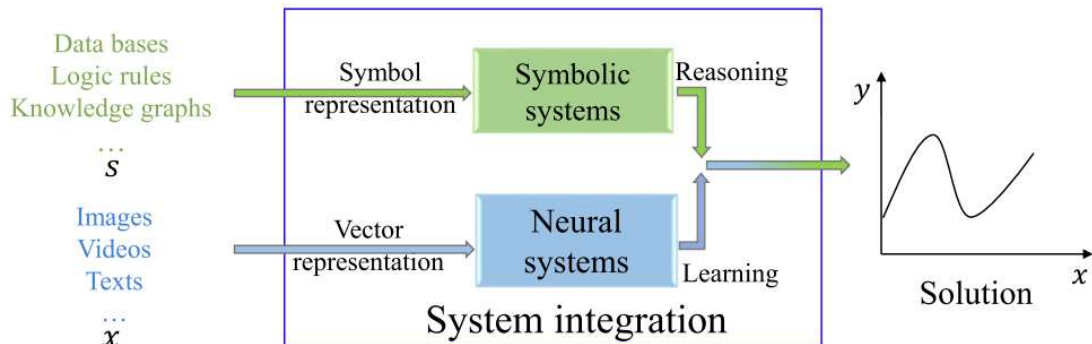 Data bases
Logic rules
Knowledge graphs
...
s
Images
Videos
Texts
...
x
Symbol
representation
Vector
representation
Symbolic
systems
Neural
systems
Reasoning
Learning
System integration
y
x
Solution